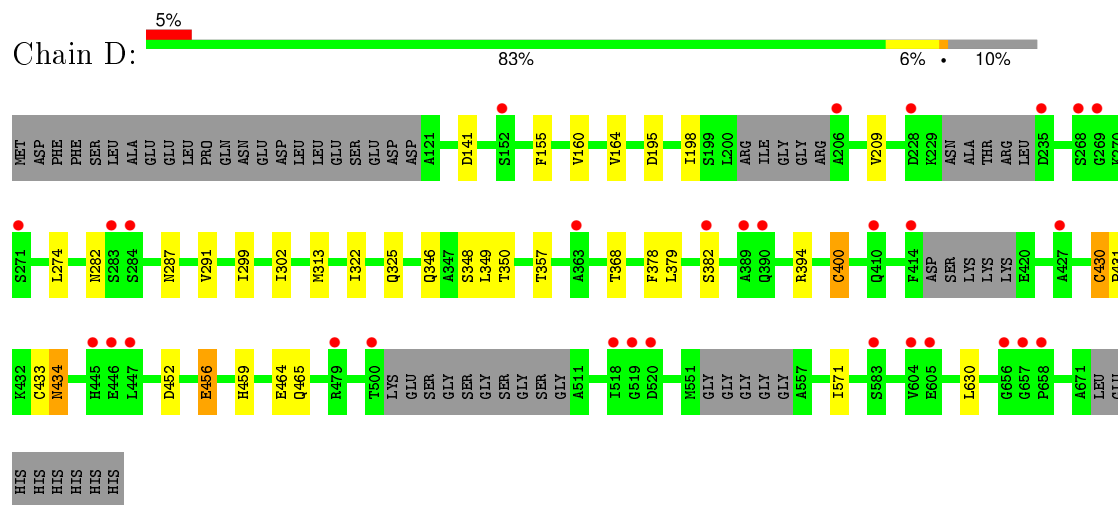 Chain D:
5%
83% 6% • 10%
MET ASP PHE PHE SER LEU ALA GLU GLU LEU PRO GLN ASN GLU ASP LEU LEU GLU SER GLU ASP ASP A121 D141 S152 F155 V160 V164 D195 I198 S199 L200 ARG ILE GLY GLY ARG A206 V209 D228 K229 ASN ALA THR ARG LEU D235 S268 G269 K270
S271 L274 N282 S283 S284 N287 V291 I299 I302 M313 I322 Q325 Q346 A347 S348 L349 T350 T357 A363 T368 F378 L379 S382 A389 Q390 R394 C400 Q410 F414 ASP SER LYS LYS LYS E420 A427 C430 P431
K432 C433 N434 H445 E446 L447 D452 E456 H459 E464 Q465 R479 T500 LYS GLU SER GLY SER GLY SER GLY SER GLY A511 I518 G519 D520 M551 GLY GLY GLY GLY GLY A557 I571 S583 V604 E605 L630 G656 G657 P658 A671 LEU GLU
HIS HIS HIS HIS HIS HIS